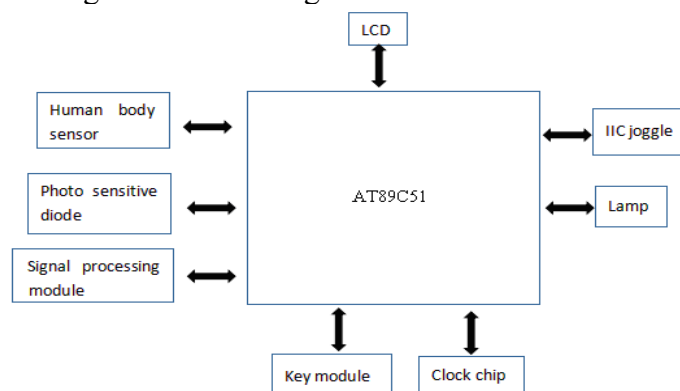 LCD
Human body
sensor
IIC joggle
AT89C51
Photo sensitive
diode
Lamp
Signal processing
module
Key module
Clock chip